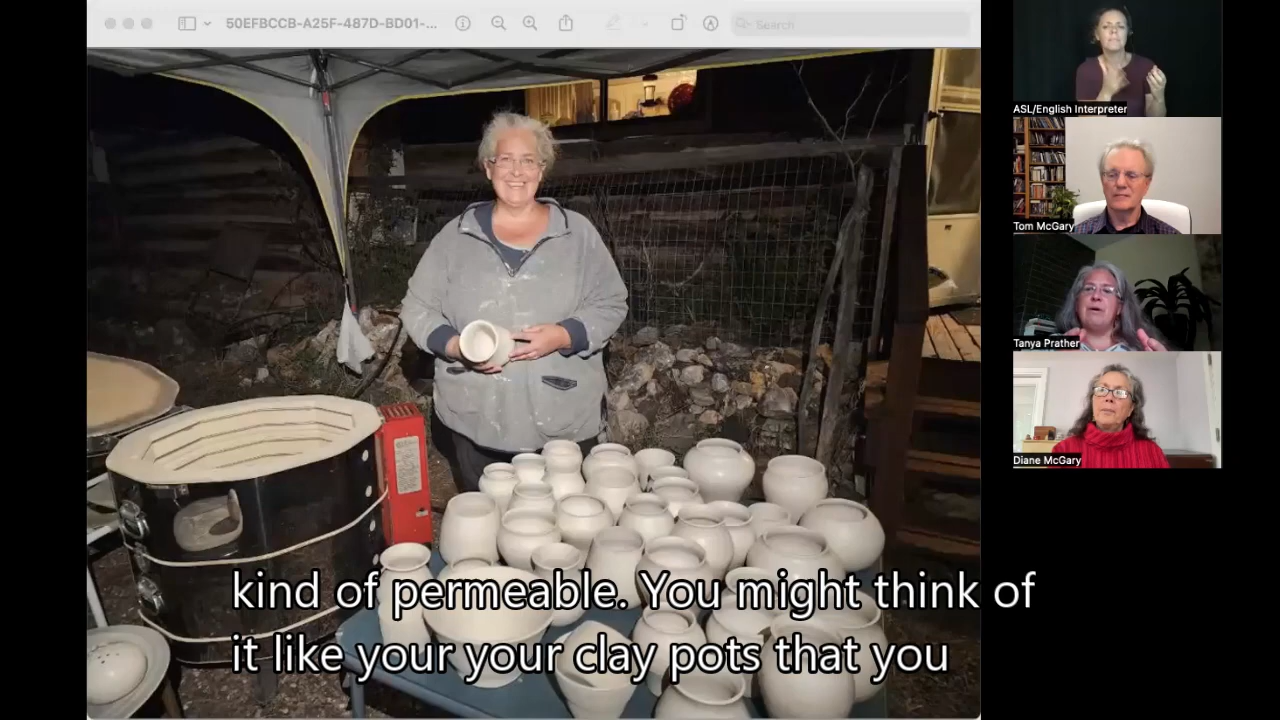 50EFBCCB-A25F-487D-BD01-...
Search
ASL/English Interpreter
Tom McGary
Tanya Prather
Diane McGary
kind of permeable. You might think of
it like your your clay pots that you